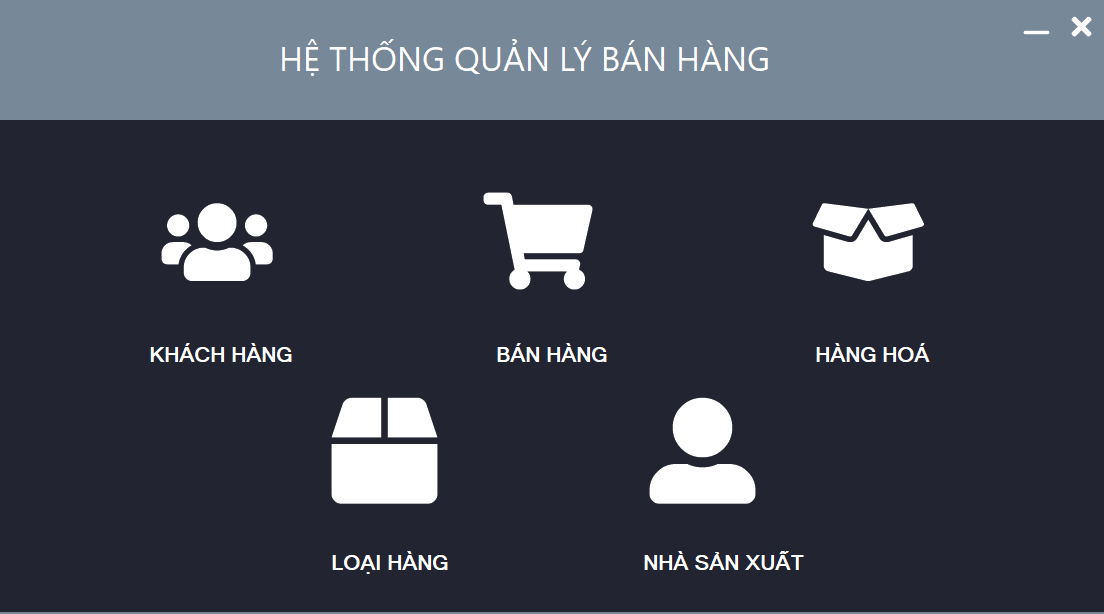 HỆ THỐNG QUẢN LÝ BÁN HÀNG
KHÁCH HÀNG
BÁN HÀNG
HÀNG HOÁ
LOẠI HÀNG
NHÀ SẢN XUẤT